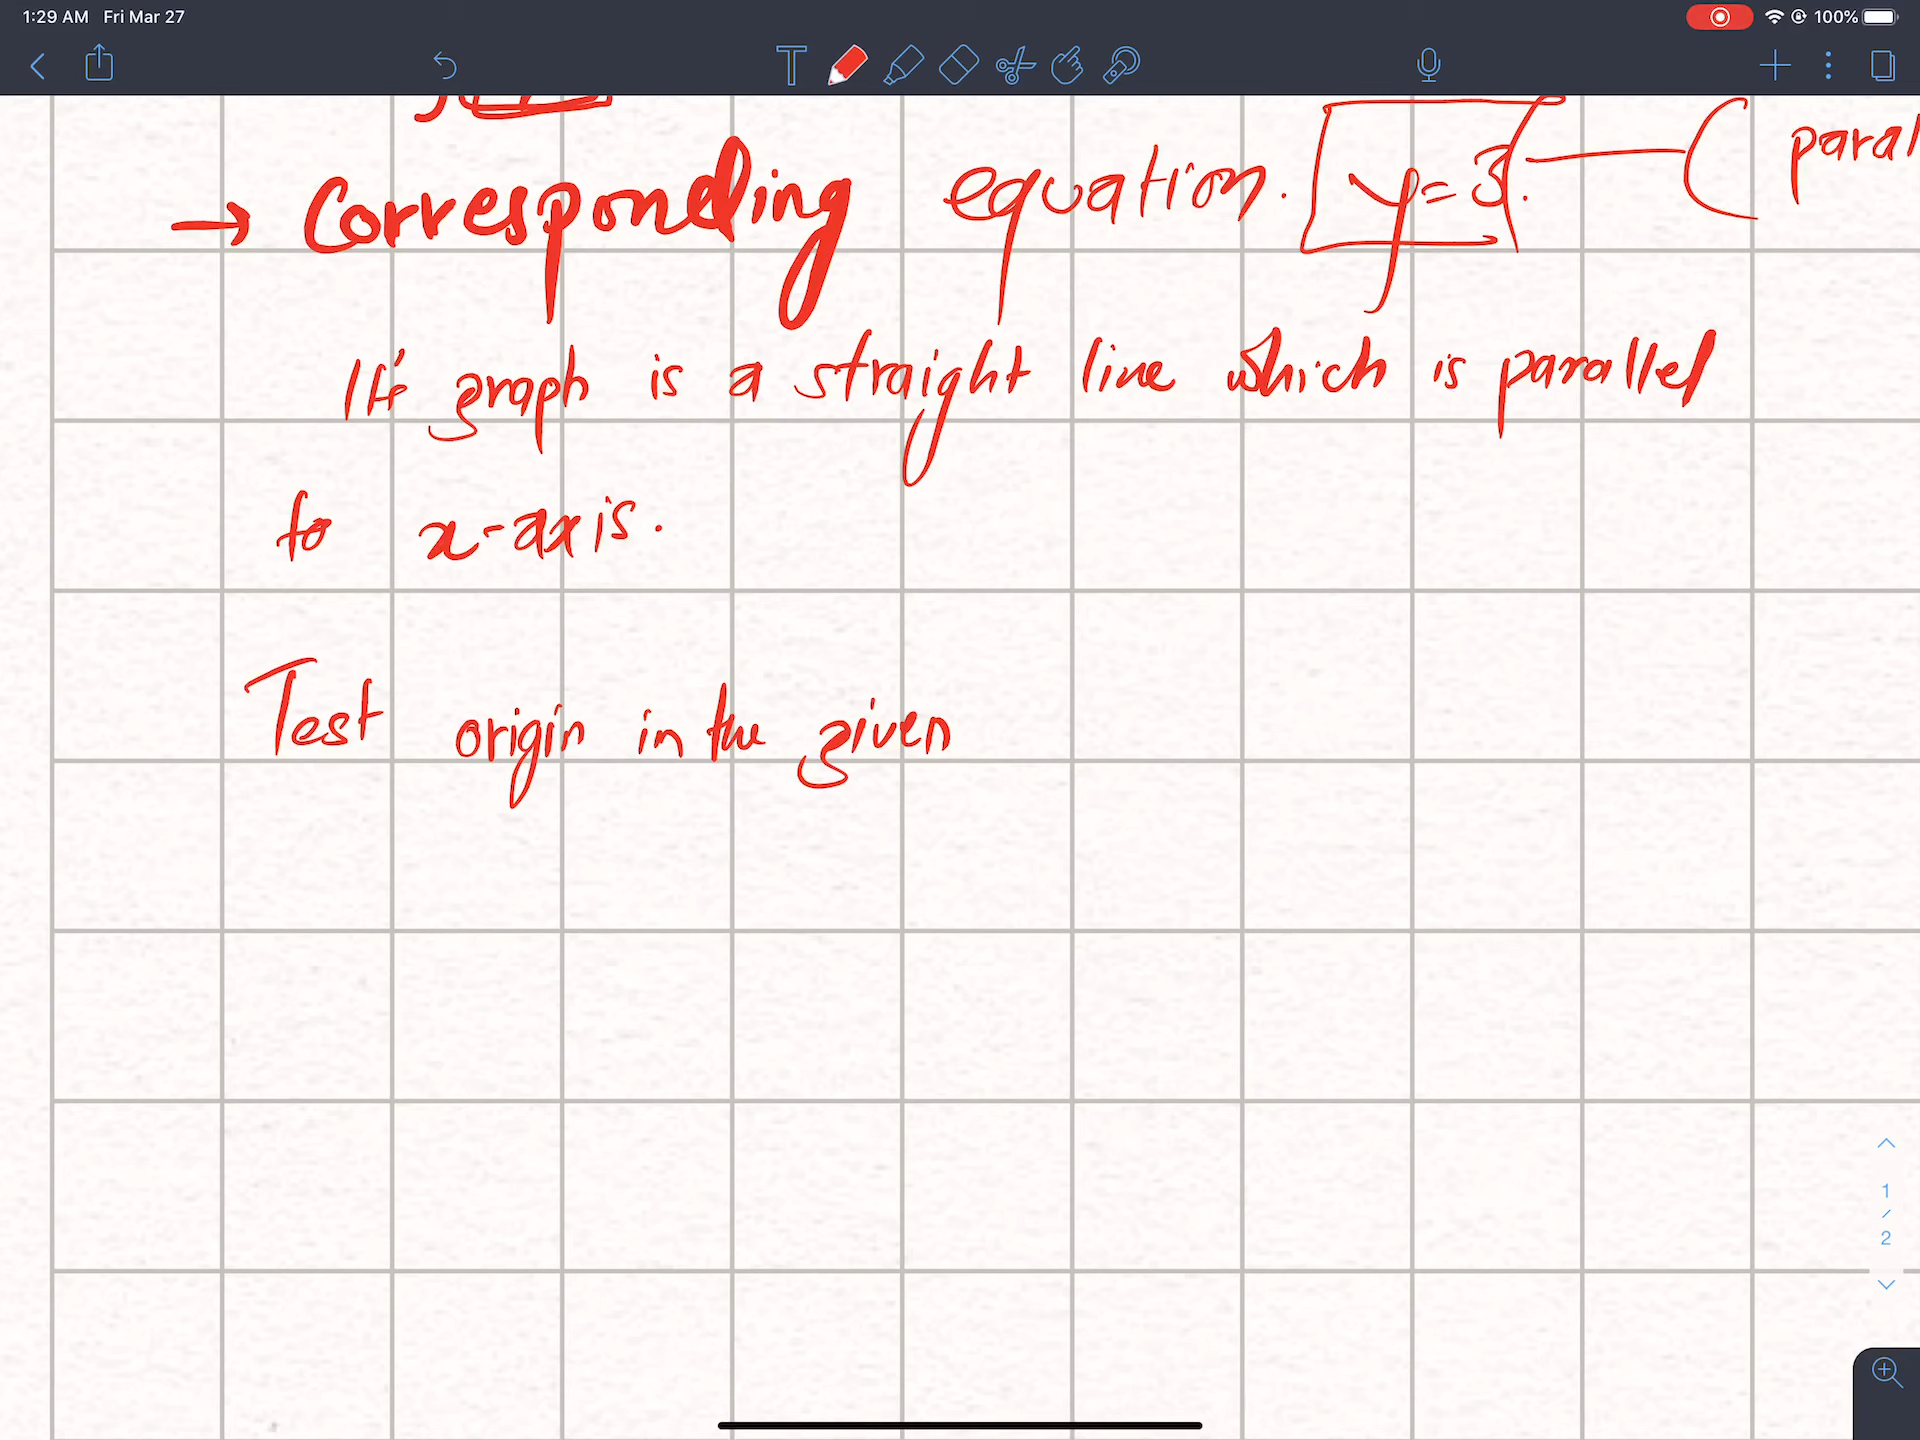 1:29 AM Fri Mar 27
100%
→ Corresponding equation. y=3. ( paral
It's graph is a straight line which is parallel
to x-axis.
Test origin in the given
1
/
2